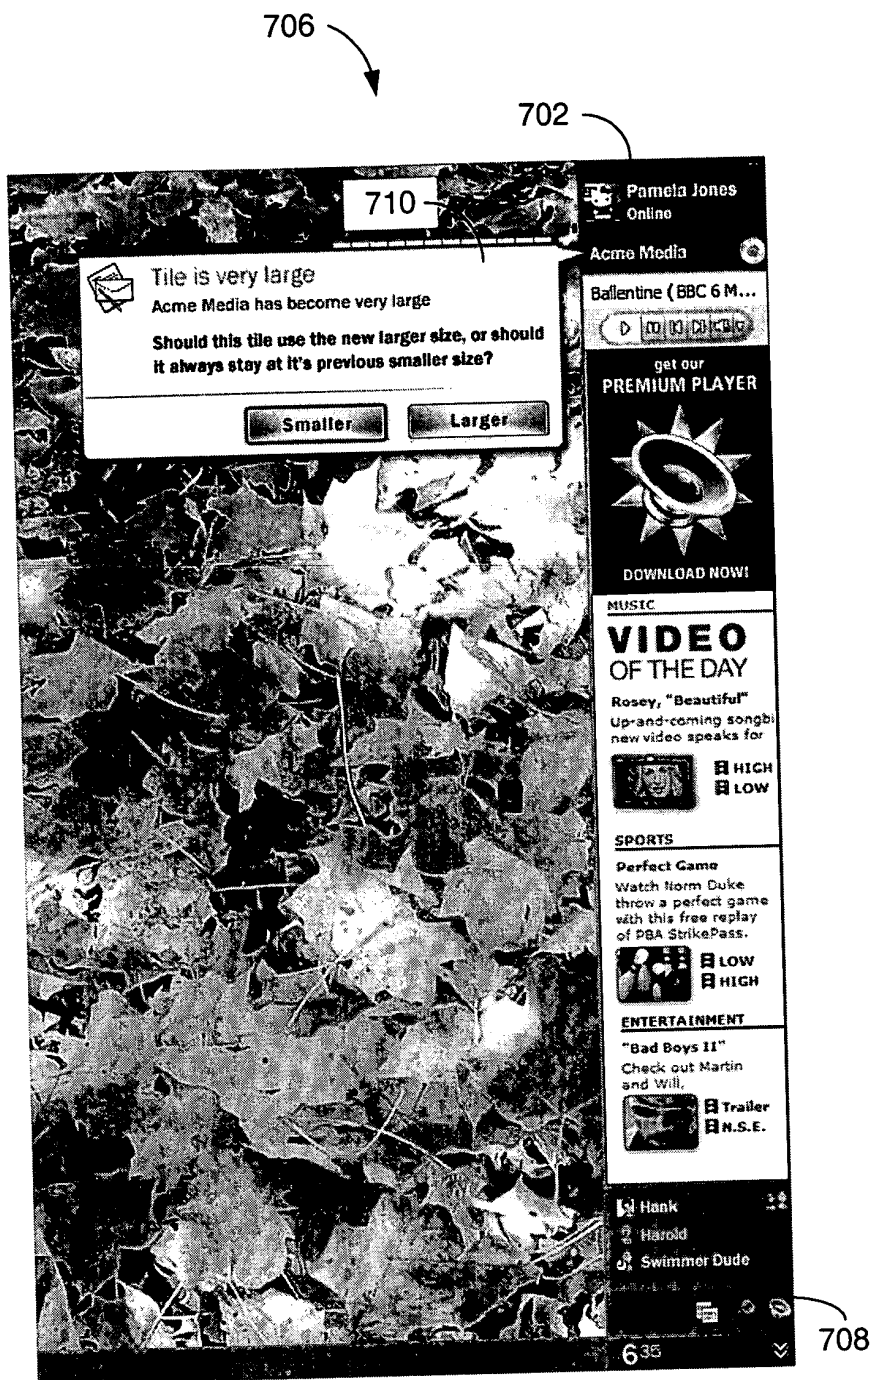 706
702
710
Pamela Jones
Online
Acme Media
Tile is very large
Acme Media has become very large
Should this tile use the new larger size, or should
it always stay at it's previous smaller size?
Smaller
Larger
Ballentine (BBC 6 M...
get our
PREMIUM PLAYER
DOWNLOAD NOW!
MUSIC
VIDEO
OF THE DAY
Rosey, "Beautiful"
Up-and-coming songbi
new video speaks for
HIGH
LOW
SPORTS
Perfect Game
Watch Norm Duke
throw a perfect game
with this free replay
of PBA StrikePass.
LOW
HIGH
ENTERTAINMENT
"Bad Boys II"
Check out Martin
and Will,
Trailer
N.S.E.
Hank
Harold
Swimmer Dude
708
6 35